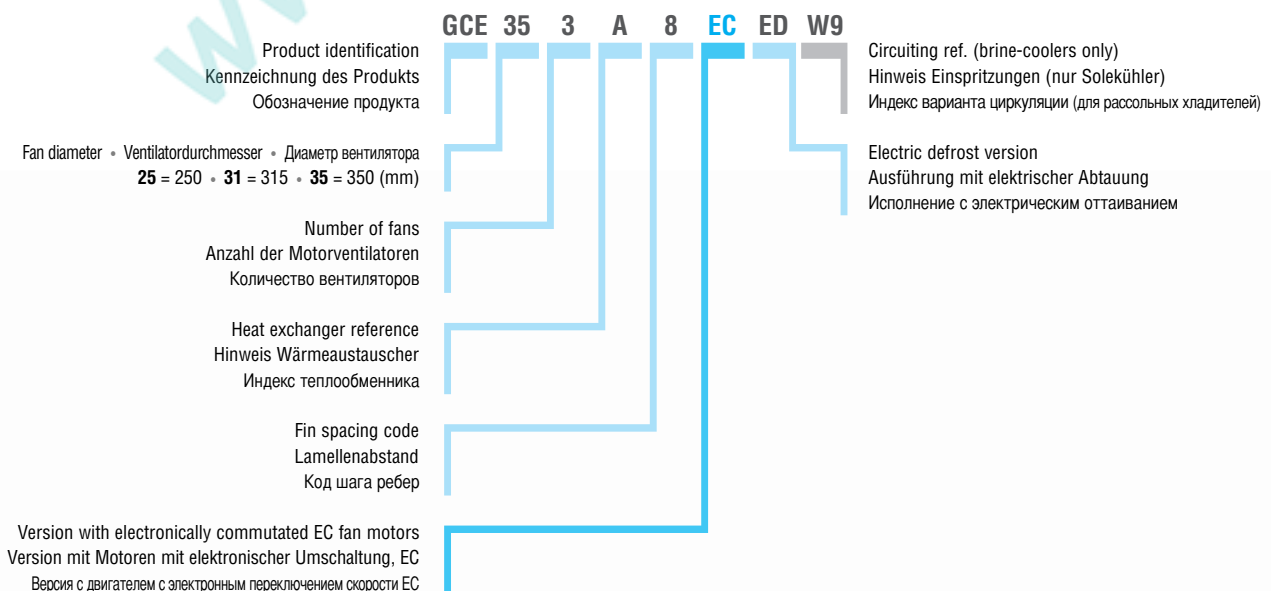 GCE 35 3 A 8 EC ED W9
Product identification
Kennzeichnung des Produkts
Обозначение продукта
Fan diameter • Ventilatordurchmesser • Диаметр вентилятора
25 = 250 • 31 = 315 • 35 = 350 (mm)
Number of fans
Anzahl der Motorventilatoren
Количество вентиляторов
Heat exchanger reference
Hinweis Wärmeaustauscher
Индекс теплообменника
Fin spacing code
Lamellenabstand
Код шага ребер
Version with electronically commutated EC fan motors
Version mit Motoren mit elektronischer Umschaltung, EC
Версия с двигателем с электронным переключением скорости EC
Circuiting ref. (brine-coolers only)
Hinweis Einspritzungen (nur Solekühler)
Индекс варианта циркуляции (для рассольных хладителей)
Electric defrost version
Ausführung mit elektrischer Abtauung
Исполнение с электрическим оттаиванием